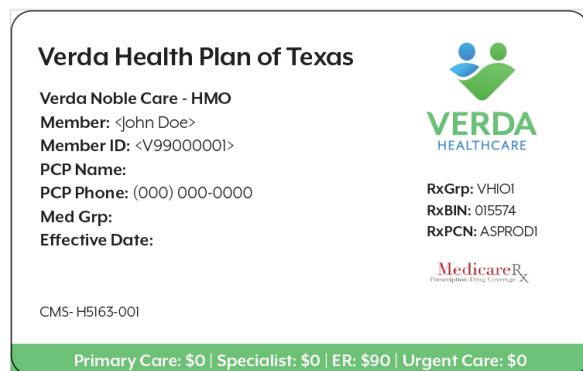 Verda Health Plan of Texas
Verda Noble Care - HMO
Member: <John Doe>
Member ID: <V99000001>
PCP Name:
PCP Phone: (000) 000-0000
Med Grp:
Effective Date:
CMS- H5163-001
VERDA
HEALTHCARE
RxGrp: VHIO1
RxBIN: 015574
RxPCN: ASPROD1
MedicareRx
Prescription Drug Coverage
Primary Care: $0 | Specialist: $0 | ER: $90 | Urgent Care: $0